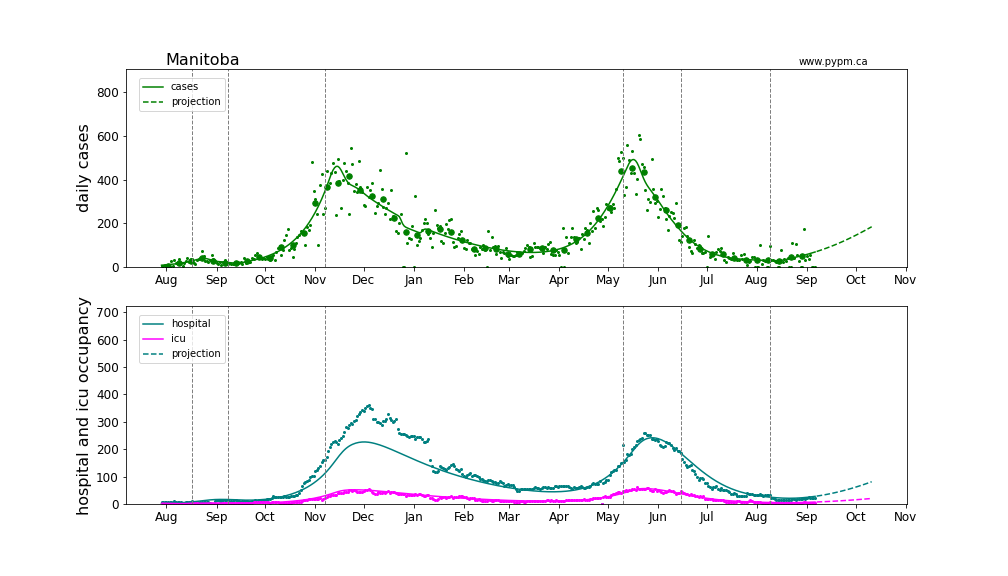 Manitoba
www.pypm.ca
daily cases
800
600
400
200
0
cases
projection
Aug Sep Oct Nov Dec Jan Feb Mar Apr May Jun Jul Aug Sep Oct Nov
hospital and icu occupancy
700
600
500
400
300
200
100
0
hospital
icu
projection
Aug Sep Oct Nov Dec Jan Feb Mar Apr May Jun Jul Aug Sep Oct Nov